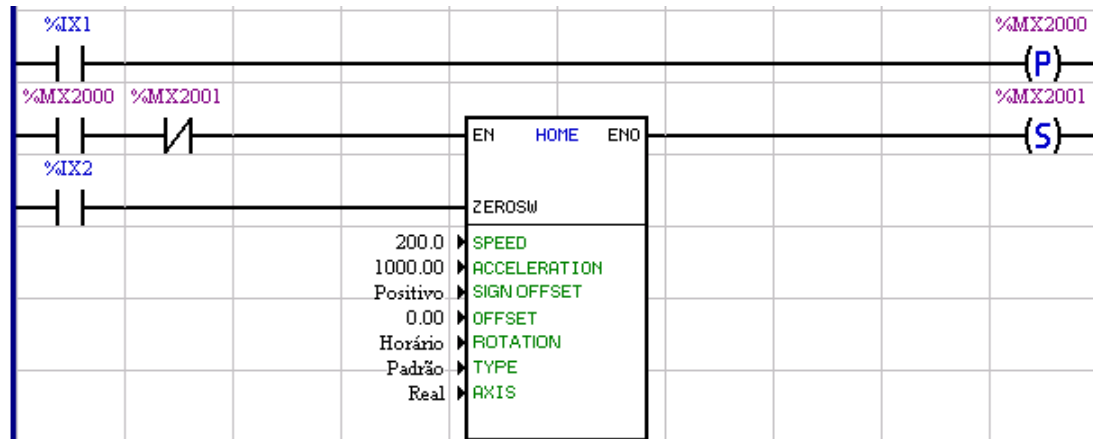 %IX1 %MX2000
(P)
%MX2000 %MX2001 %MX2001
EN HOME ENO (S)
%IX2
ZEROSW
200.0 SPEED
1000.00 ACCELERATION
Positivo SIGN OFFSET
0.00 OFFSET
Horário ROTATION
Padrão TYPE
Real AXIS